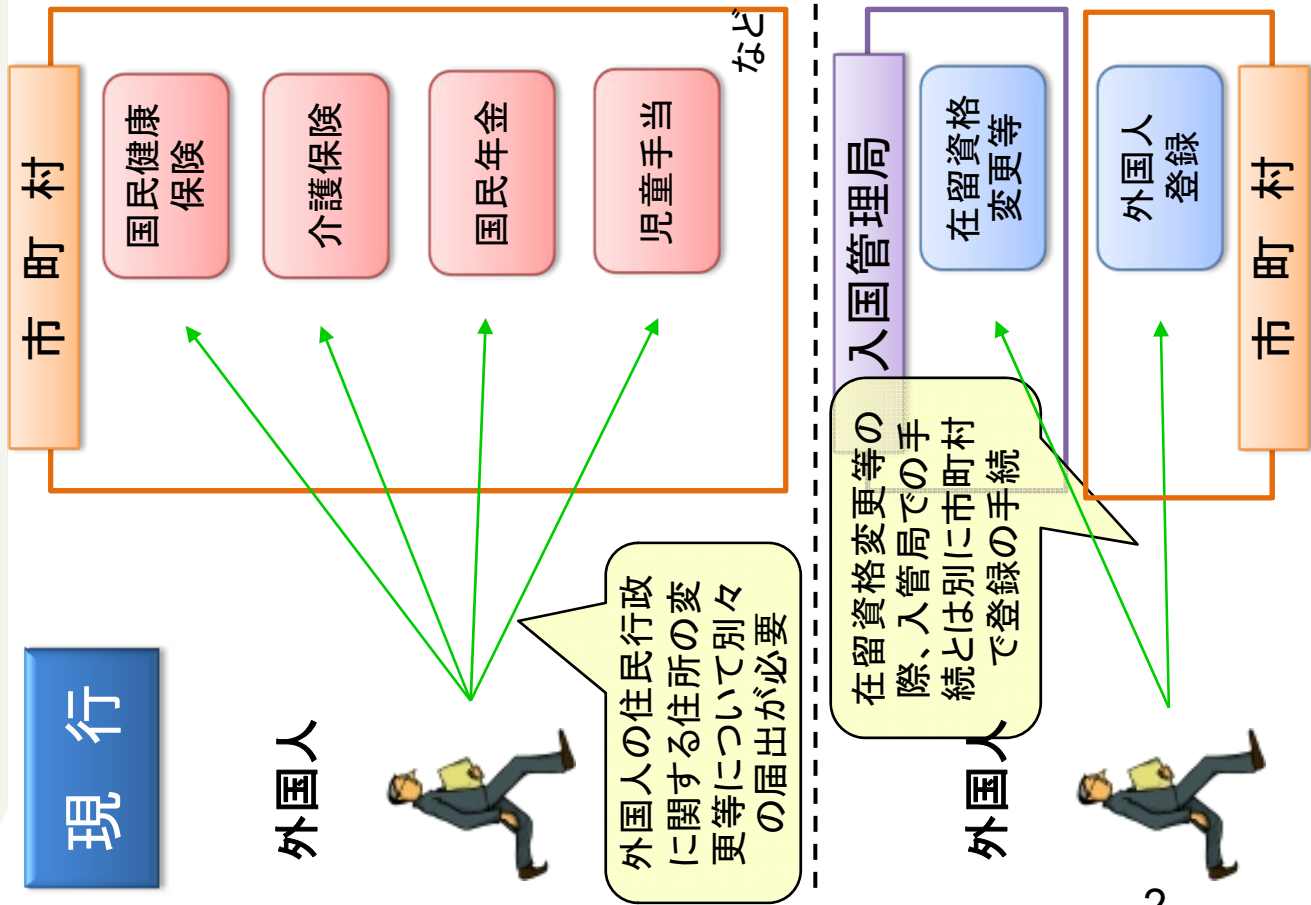 現 行
市 町 村
外国人
国民健康
保険
介護保険
国民年金
児童手当
など
外国人の住民行政
に関する住所の変
更等について別々
の届出が必要
入国管理局
外国人
在留資格
変更等
在留資格変更等の
際、入管局での手
続とは別に市町村
で登録の手続
外国人
登録
市 町 村